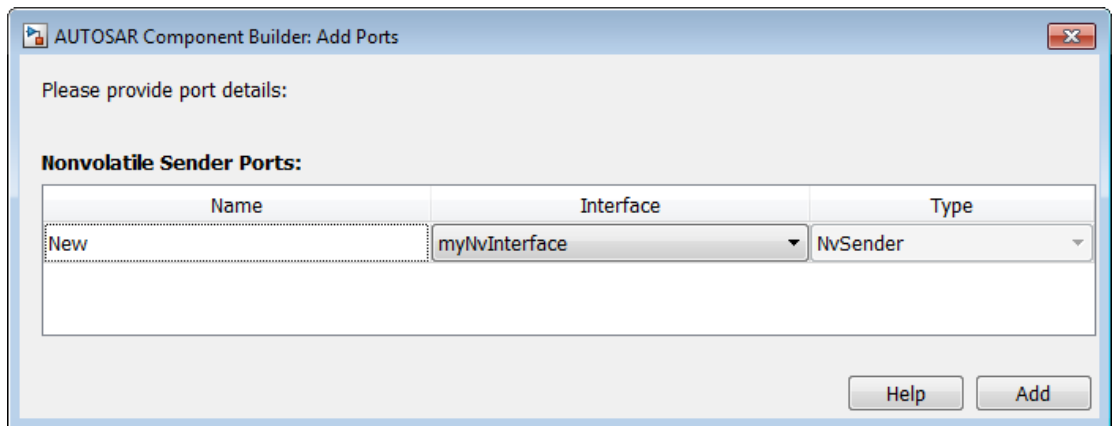 AUTOSAR Component Builder: Add Ports
Please provide port details:
Nonvolatile Sender Ports:
Name Interface Type
New myNvInterface NvSender
Help Add